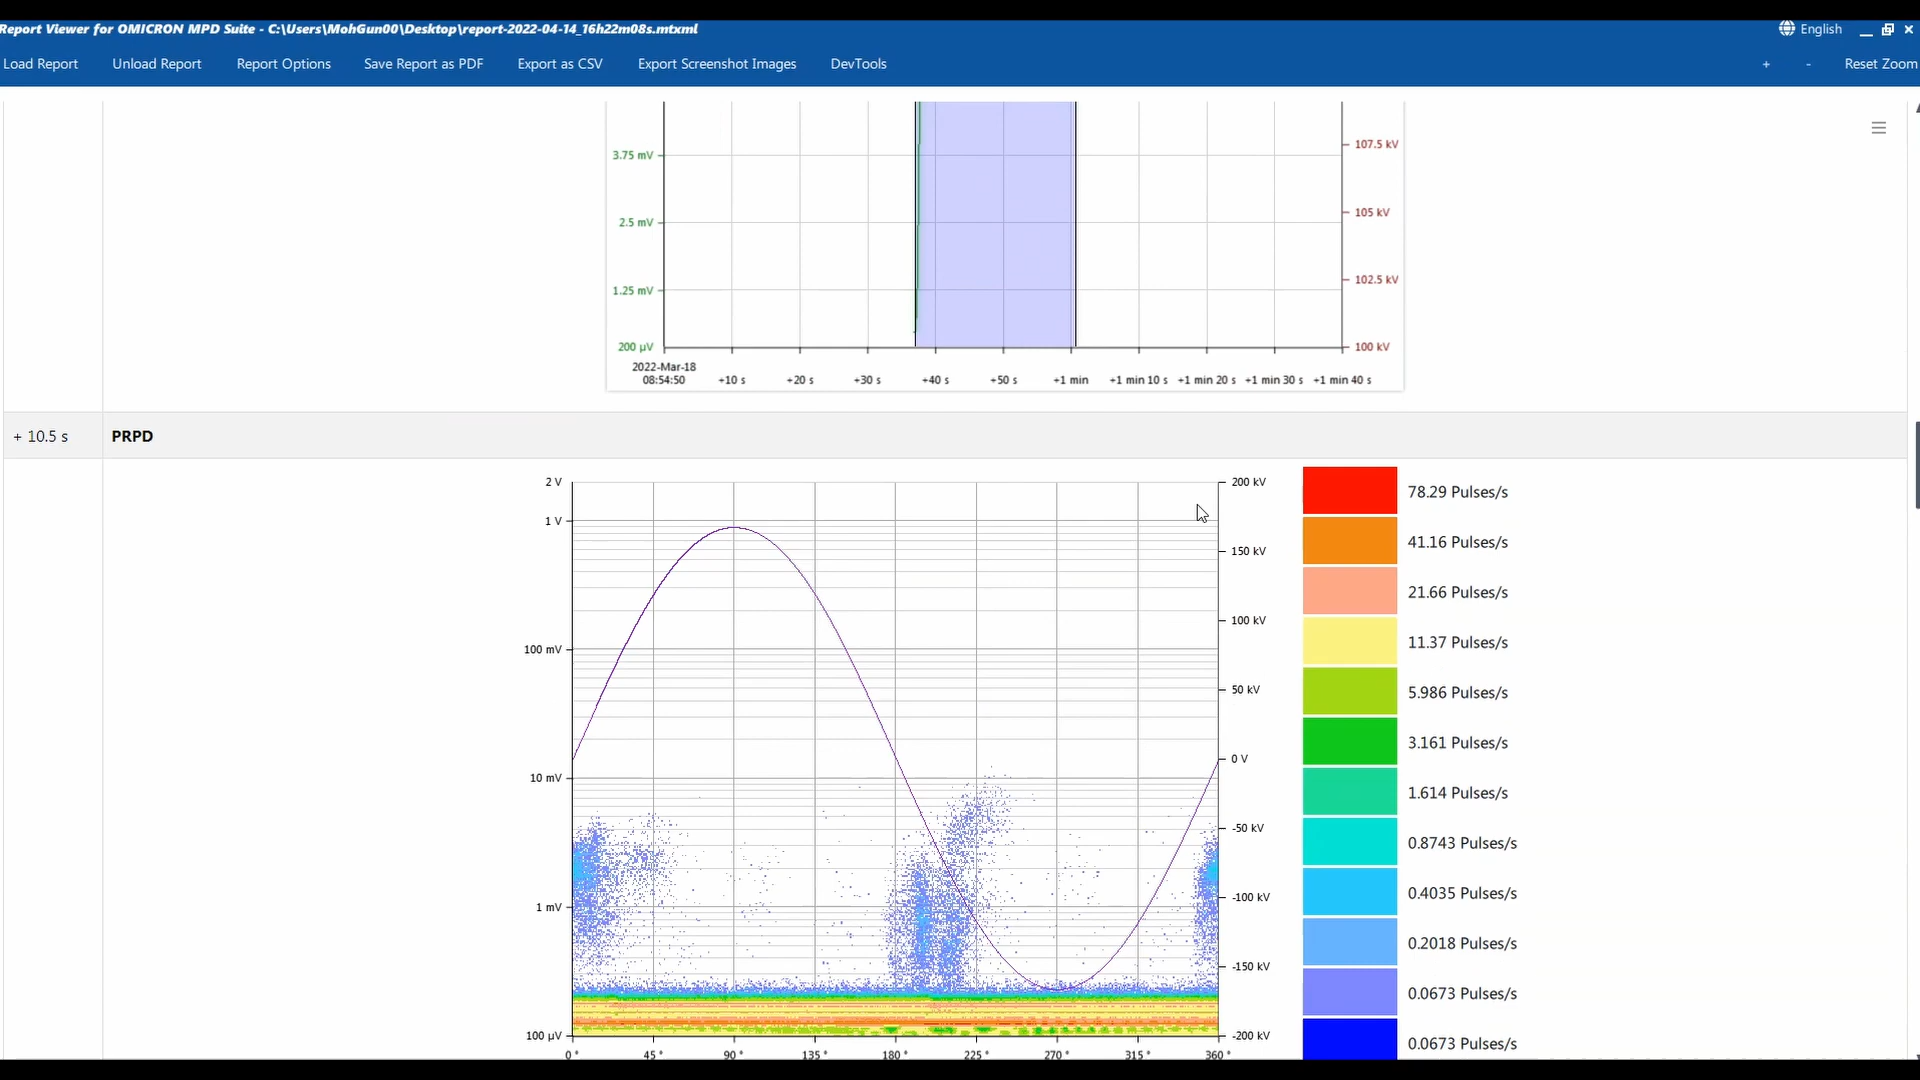 Report Viewer for OMICRON MPD Suite - C:\Users\MohGun00\Desktop\report-2022-04-14_16h22m08s.mtxml
English
Load Report
Unload Report
Report Options
Save Report as PDF
Export as CSV
Export Screenshot Images
DevTools
+
-
Reset Zoom
3.75 mV
2.5 mV
1.25 mV
200 µV
107.5 kV
105 kV
102.5 kV
100 kV
2022-Mar-18
08:54:50
+10 s
+20 s
+30 s
+40 s
+50 s
+1 min
+1 min 10 s
+1 min 20 s
+1 min 30 s
+1 min 40 s
+ 10.5 s
PRPD
2 V
1 V
100 mV
10 mV
1 mV
100 µV
200 kV
150 kV
100 kV
50 kV
0 V
-50 kV
-100 kV
-150 kV
-200 kV
0 °
45 °
90 °
135 °
180 °
225 °
270 °
315 °
360 °
78.29 Pulses/s
41.16 Pulses/s
21.66 Pulses/s
11.37 Pulses/s
5.986 Pulses/s
3.161 Pulses/s
1.614 Pulses/s
0.8743 Pulses/s
0.4035 Pulses/s
0.2018 Pulses/s
0.0673 Pulses/s
0.0673 Pulses/s